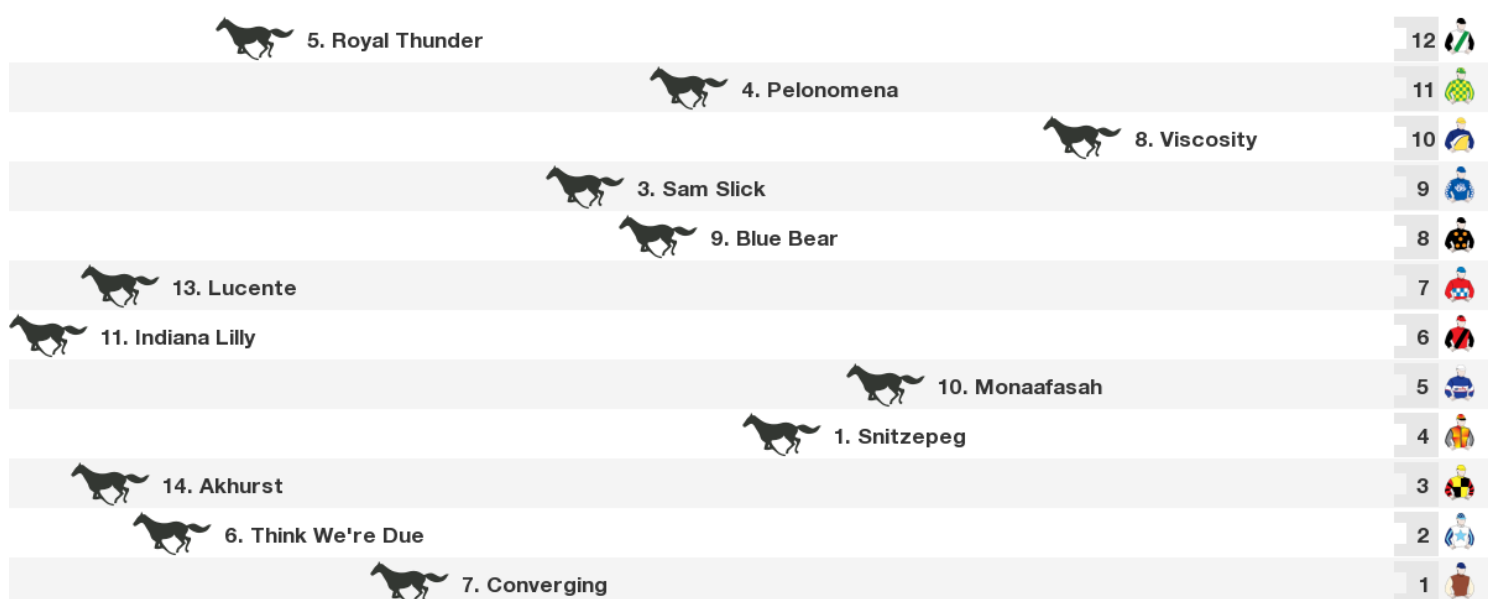 5. Royal Thunder 12
4. Pelonomena 11
8. Viscosity 10
3. Sam Slick 9
9. Blue Bear 8
13. Lucente 7
11. Indiana Lilly 6
10. Monaafasah 5
1. Snitzepeg 4
14. Akhurst 3
6. Think We're Due 2
7. Converging 1